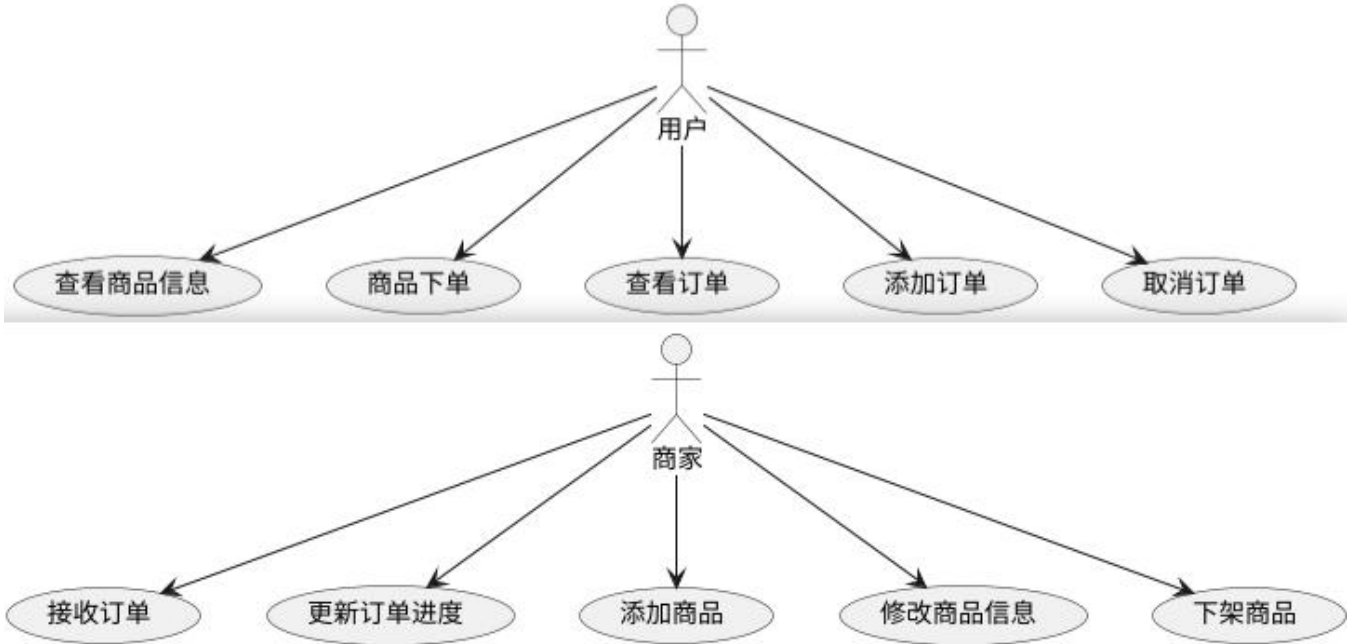 用户
查看商品信息
商品下单
查看订单
添加订单
取消订单
商家
接收订单
更新订单进度
添加商品
修改商品信息
下架商品